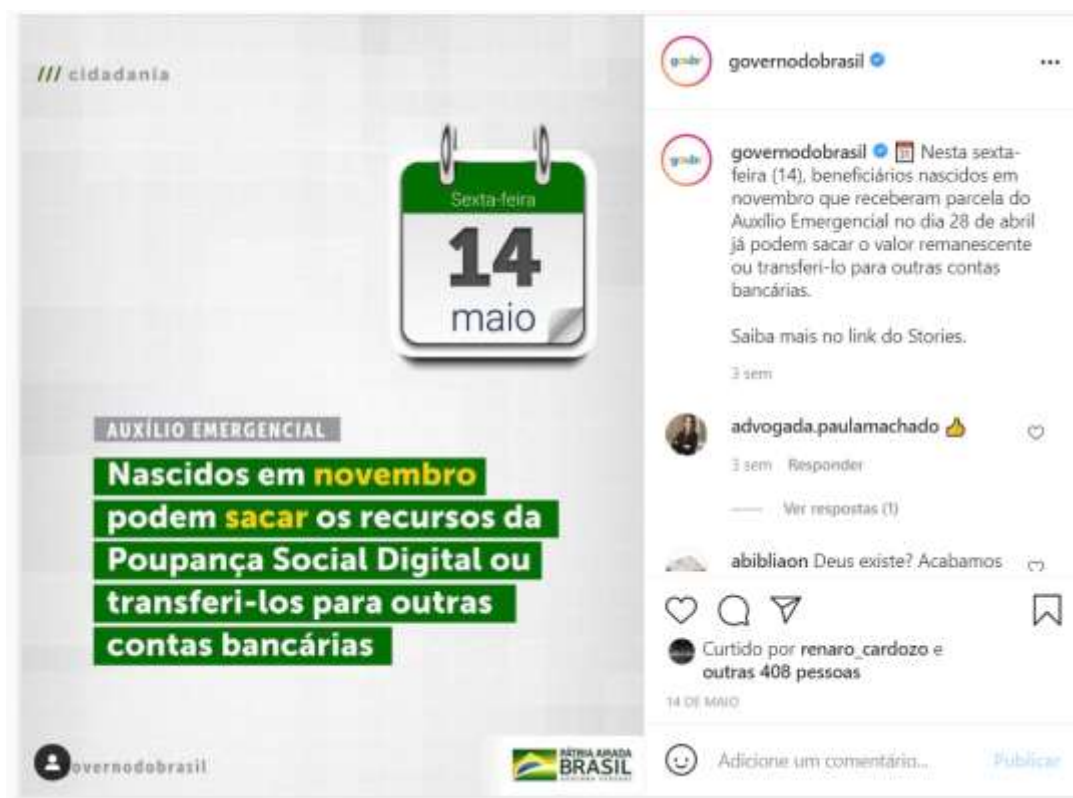 /// cidadania
Sexta-feira
14
maio
AUXÍLIO EMERGENCIAL
Nascidos em novembro
podem sacar os recursos da
Poupança Social Digital ou
transferi-los para outras
contas bancárias
overnodobrasil
PÁTRIA AMADA
BRASIL
govbr
governodobrasil
govbr
governodobrasil Nesta sexta-
feira (14), beneficiários nascidos em
novembro que receberam parcela do
Auxílio Emergencial no dia 28 de abril
já podem sacar o valor remanescente
ou transferi-lo para outras contas
bancárias.
Saiba mais no link do Stories.
3 sem
advogada.paulamachado 👍
3 sem Responder
Ver respostas (1)
abibliaon Deus existe? Acabamos
Curtido por renaro_cardozo e
outras 408 pessoas
14 DE MAIO
Adicione um comentário...
Publicar